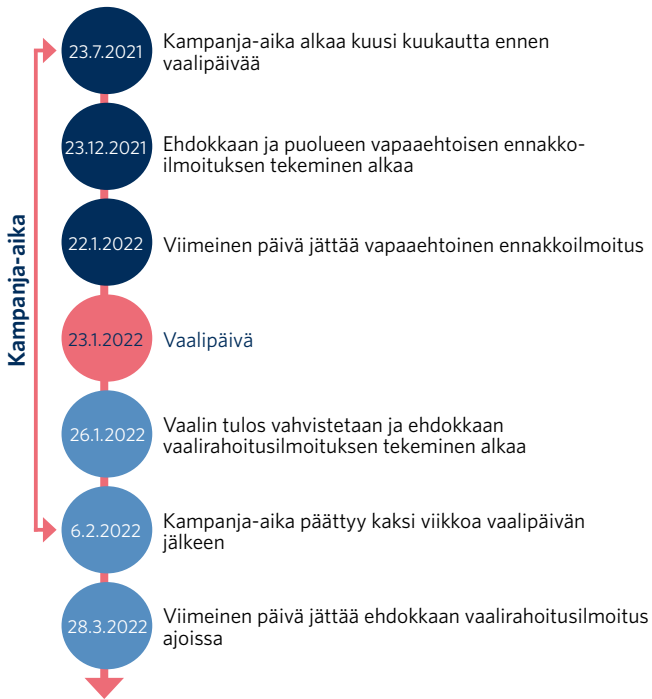 Kampanja-aika
23.7.2021
Kampanja-aika alkaa kuusi kuukautta ennen
vaalipäivää
23.12.2021
Ehdokkaan ja puolueen vapaaehtoisen ennakko-
ilmoituksen tekeminen alkaa
22.1.2022
Viimeinen päivä jättää vapaaehtoinen ennakkoilmoitus
23.1.2022
Vaalipäivä
26.1.2022
Vaalin tulos vahvistetaan ja ehdokkaan
vaalirahoitusilmoituksen tekeminen alkaa
6.2.2022
Kampanja-aika päättyy kaksi viikkoa vaalipäivän
jälkeen
28.3.2022
Viimeinen päivä jättää ehdokkaan vaalirahoitusilmoitus
ajoissa